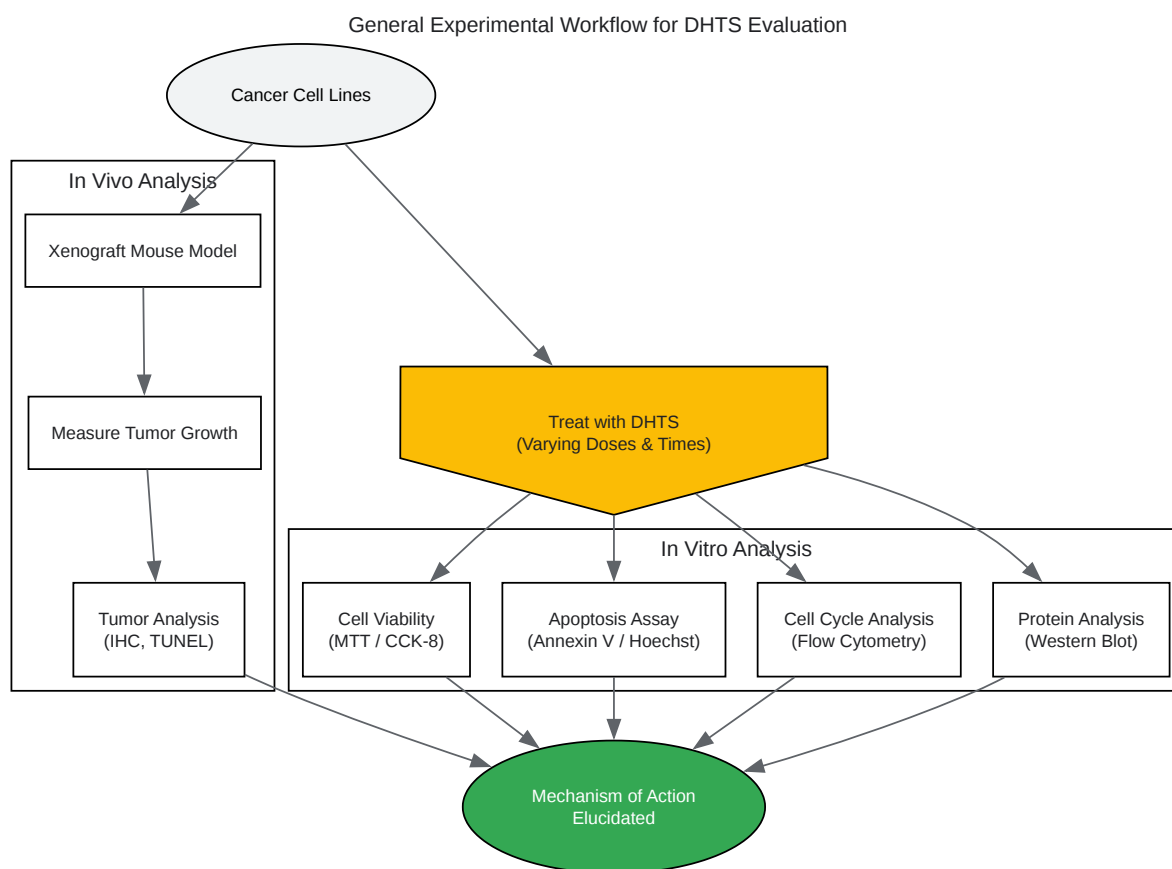 General Experimental Workflow for DHTS Evaluation
Cancer Cell Lines
In Vivo Analysis
Xenograft Mouse Model
Measure Tumor Growth
Treat with DHTS
(Varying Doses & Times)
In Vitro Analysis
Tumor Analysis
(IHC, TUNEL)
Cell Viability
(MTT / CCK-8)
Apoptosis Assay
(Annexin V / Hoechst)
Cell Cycle Analysis
(Flow Cytometry)
Protein Analysis
(Western Blot)
Mechanism of Action
Elucidated